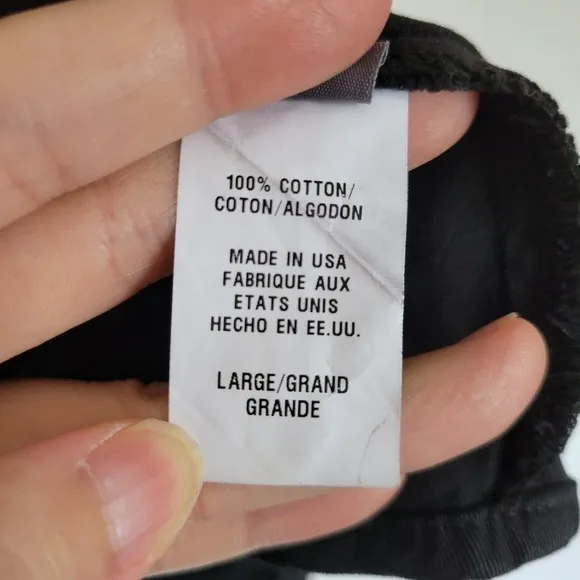 100% COTTON/
COTON/ALGODON
MADE IN USA
FABRIQUE AUX
ETATS UNIS
HECHO EN EE.UU.
LARGE/GRAND
GRANDE